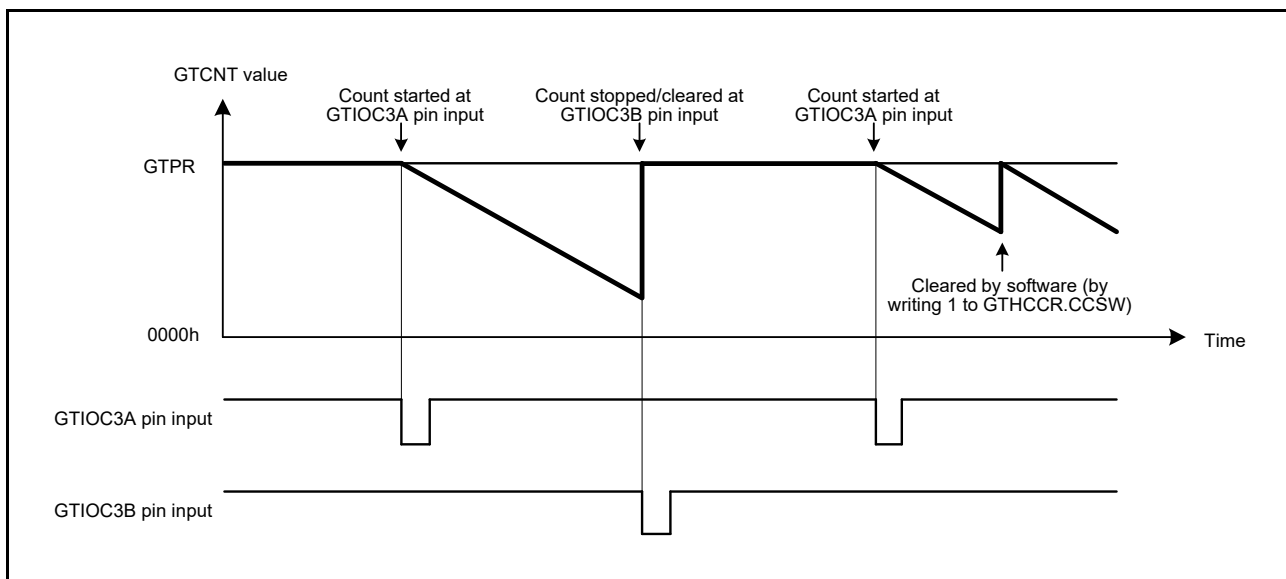 GTCNT value
Count started at
GTIOC3A pin input
Count stopped/cleared at
GTIOC3B pin input
Count started at
GTIOC3A pin input
GTPR
Cleared by software (by
writing 1 to GTHCCR.CCSW)
0000h
Time
GTIOC3A pin input
GTIOC3B pin input